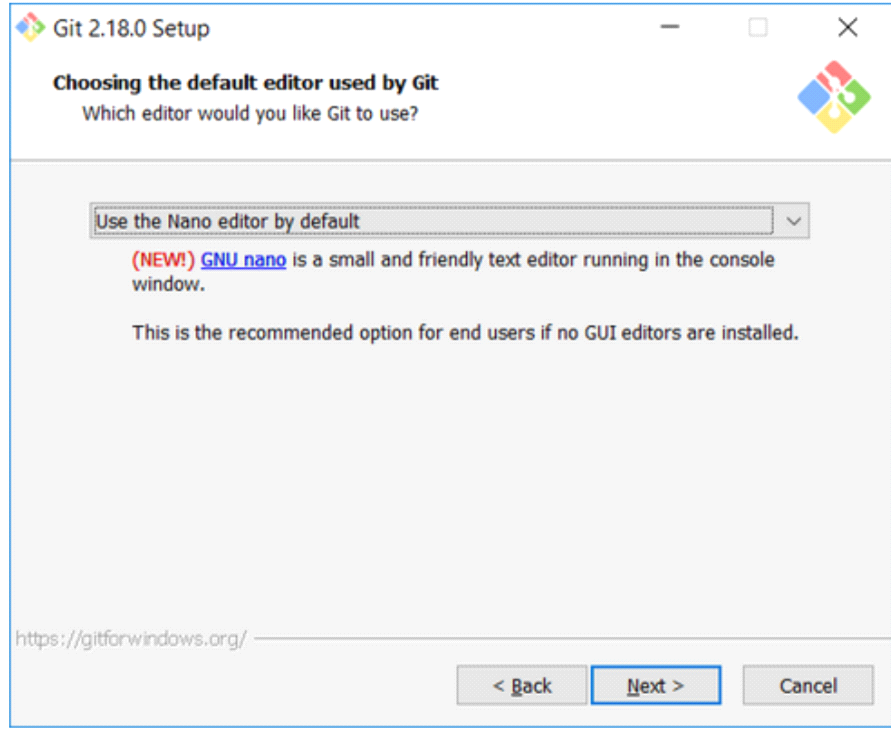 Git 2.18.0 Setup
Choosing the default editor used by Git
Which editor would you like Git to use?
Use the Nano editor by default
(NEW!) GNU nano is a small and friendly text editor running in the console
window.
This is the recommended option for end users if no GUI editors are installed.
https://gitforwindows.org/
< Back Next > Cancel